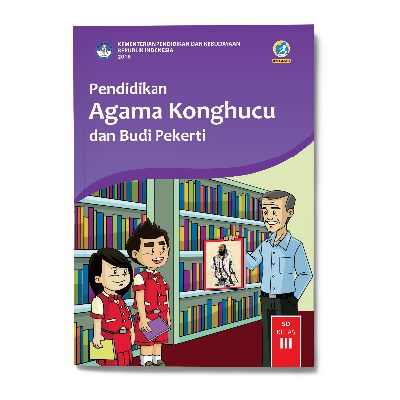 KEMENTERIAN PENDIDIKAN DAN KEBUDAYAAN
REPUBLIK INDONESIA
2018
Pendidikan
Agama Konghucu
dan Budi Pekerti
SD
KELAS
III